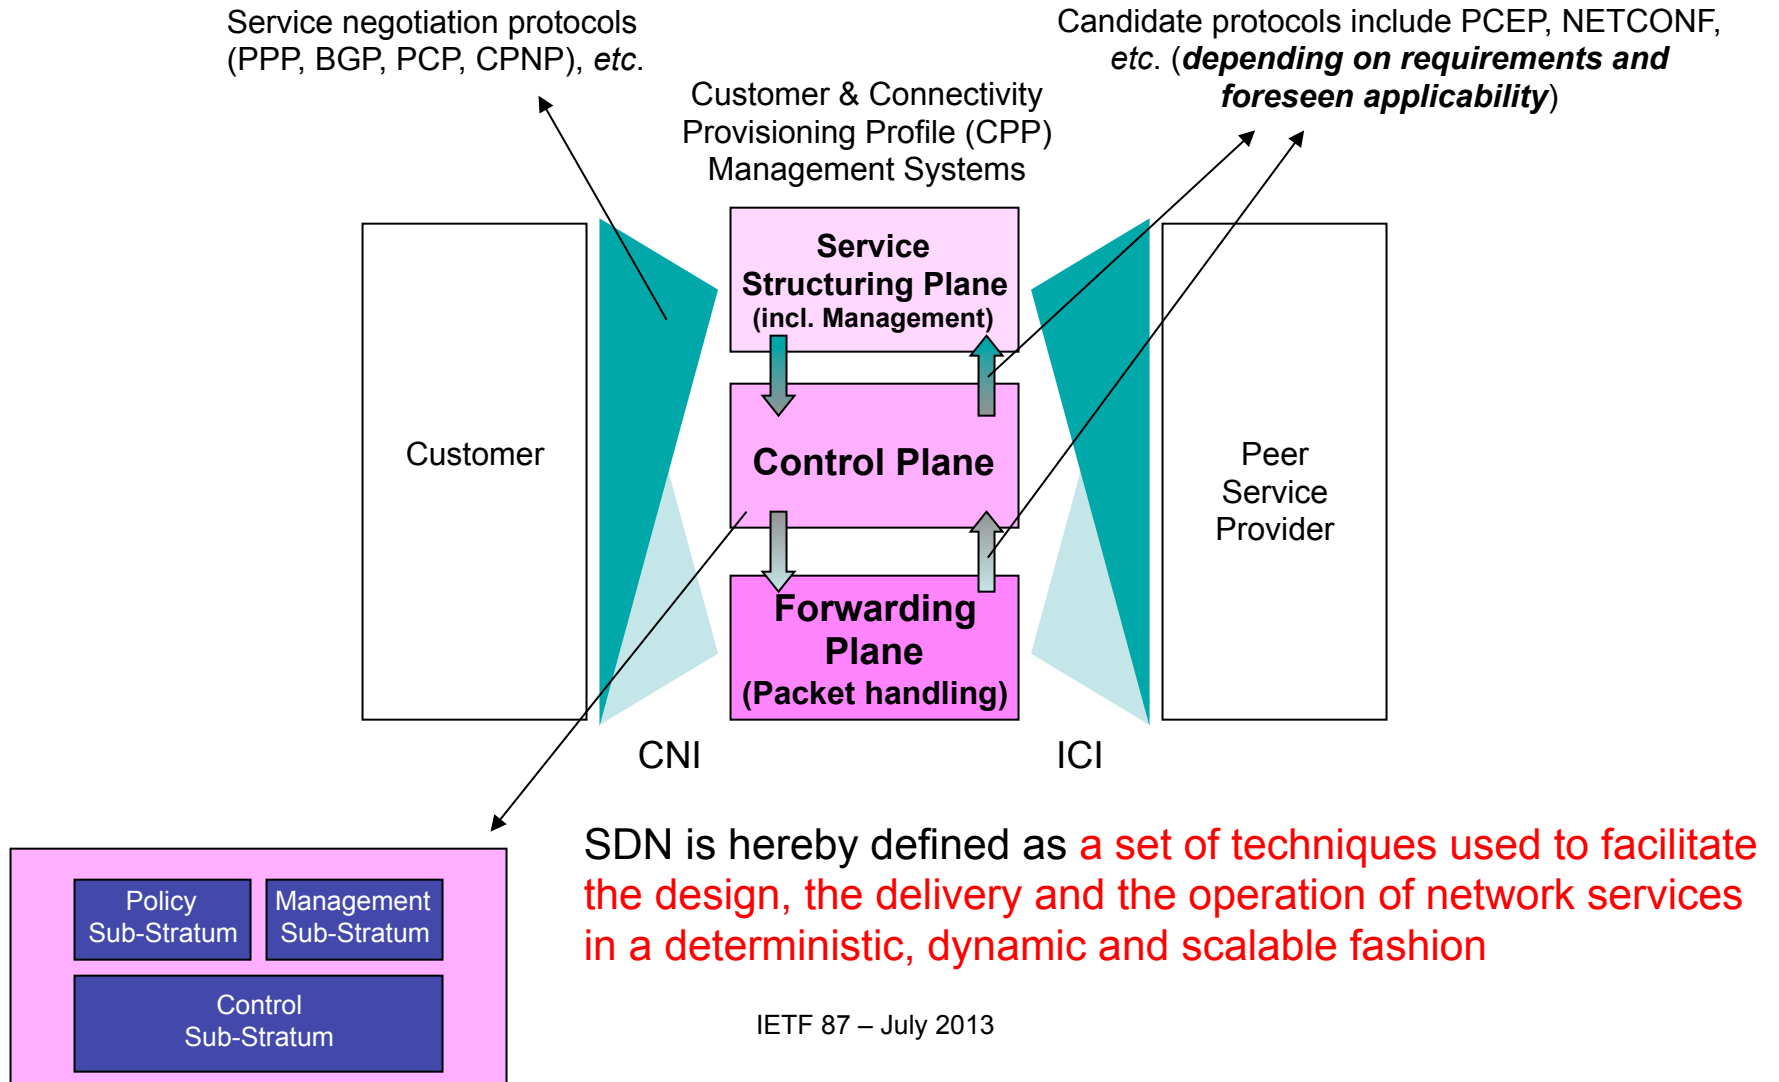 Service negotiation protocols
(PPP, BGP, PCP, CPNP), etc.
Candidate protocols include PCEP, NETCONF,
etc. (depending on requirements and
foreseen applicability)
Customer & Connectivity
Provisioning Profile (CPP)
Management Systems
Service
Structuring Plane
(incl. Management)
Customer
Control Plane
Peer
Service
Provider
Forwarding
Plane
(Packet handling)
CNI
ICI
SDN is hereby defined as a set of techniques used to facilitate
the design, the delivery and the operation of network services
in a deterministic, dynamic and scalable fashion
Policy
Sub-Stratum
Management
Sub-Stratum
Control
Sub-Stratum
IETF 87 – July 2013